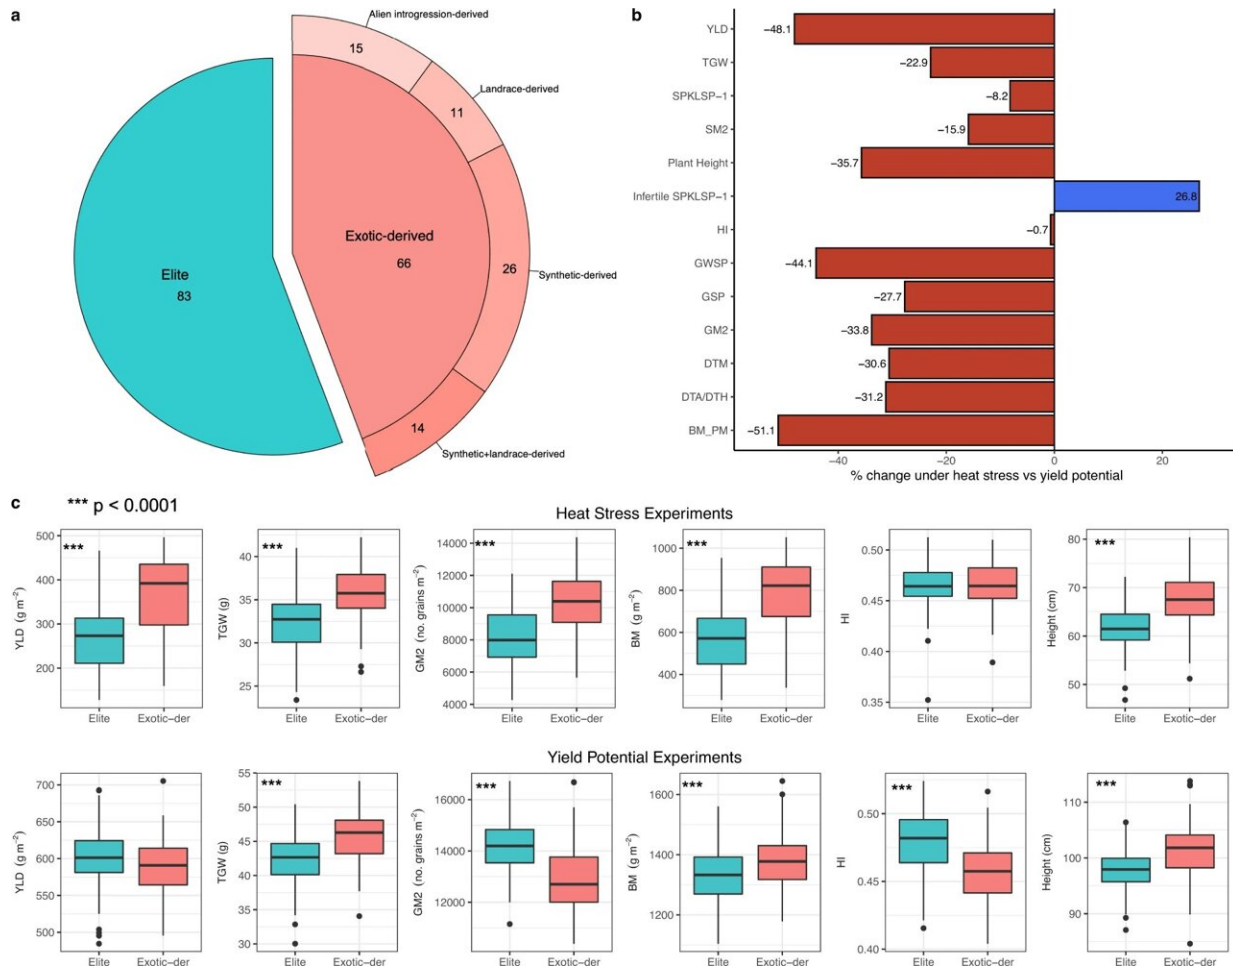 a
Alien introgression-derived
15
Landrace-derived
11
Exotic-derived
66
Elite
83
26
Synthetic-derived
14
Synthetic+landrace-derived
b
YLD
−48.1
TGW
−22.9
SPKLSP−1
−8.2
SM2
−15.9
Plant Height
−35.7
Infertile SPKLSP−1
26.8
HI
−0.7
GWSP
−44.1
GSP
−27.7
GM2
−33.8
DTM
−30.6
DTA/DTH
−31.2
BM_PM
−51.1
−40 −20 0 20
% change under heat stress vs yield potential
c
*** p < 0.0001
Heat Stress Experiments
YLD (g m−2)
500
400
300
200
***
Elite Exotic−der
TGW (g)
40
35
30
25
***
Elite Exotic−der
GM2 (no. grains m−2)
14000
12000
10000
8000
6000
4000
***
Elite Exotic−der
BM (g m−2)
1000
800
600
400
***
Elite Exotic−der
HI
0.50
0.45
0.40
0.35
Elite Exotic−der
Height (cm)
80
70
60
50
***
Elite Exotic−der
Yield Potential Experiments
YLD (g m−2)
700
650
600
550
500
Elite Exotic−der
TGW (g)
55
50
45
40
35
30
***
Elite Exotic−der
GM2 (no. grains m−2)
16000
14000
12000
***
Elite Exotic−der
BM (g m−2)
1600
1400
1200
***
Elite Exotic−der
HI
0.50
0.45
0.40
***
Elite Exotic−der
Height (cm)
110
100
90
***
Elite Exotic−der